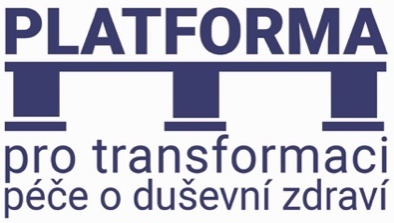 PLATFORMA
pro transformaci
péče o duševní zdraví